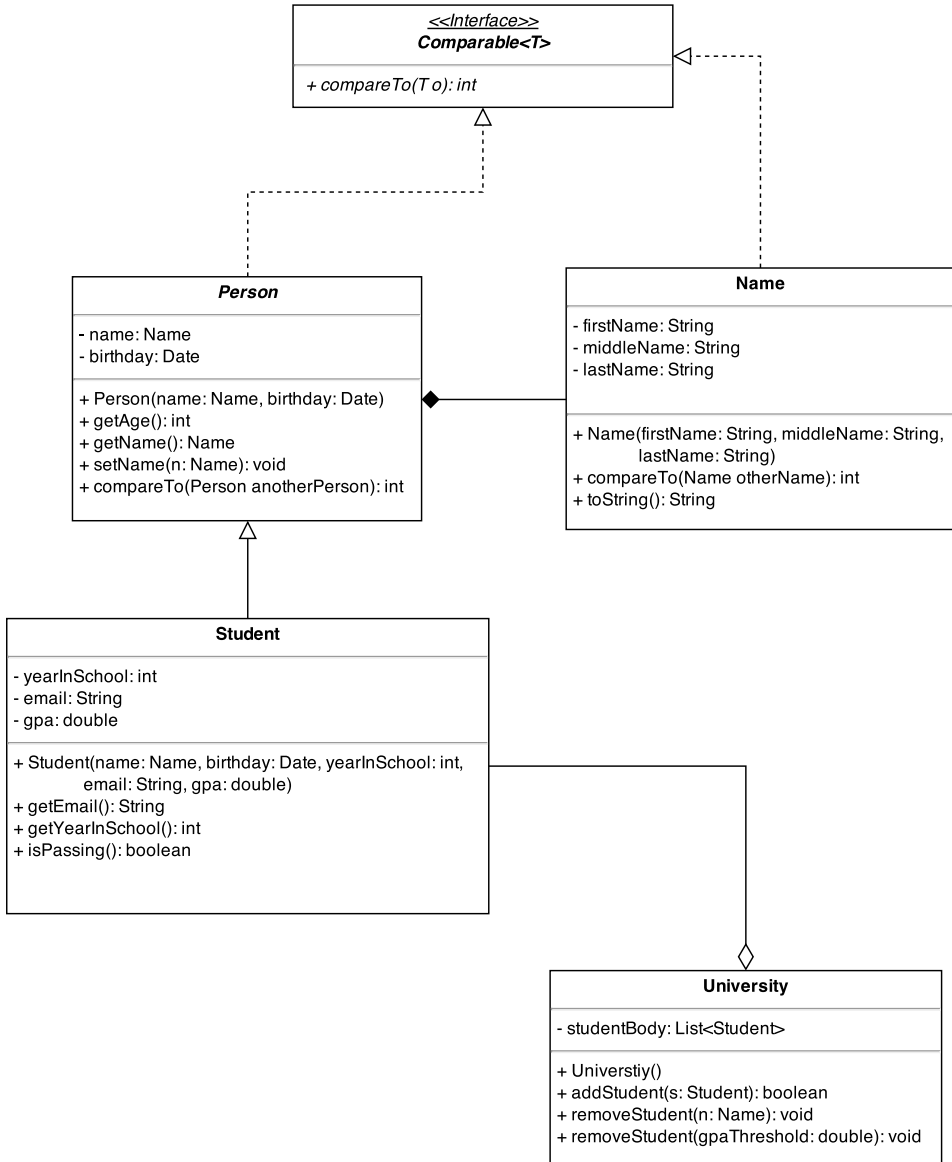 <<Interface>>
Comparable<T>
+ compareTo(T o): int
Person
- name: Name
- birthday: Date
+ Person(name: Name, birthday: Date)
+ getAge(): int
+ getName(): Name
+ setName(n: Name): void
+ compareTo(Person anotherPerson): int
Name
- firstName: String
- middleName: String
- lastName: String
+ Name(firstName: String, middleName: String,
lastName: String)
+ compareTo(Name otherName): int
+ toString(): String
Student
- yearInSchool: int
- email: String
- gpa: double
+ Student(name: Name, birthday: Date, yearInSchool: int,
email: String, gpa: double)
+ getEmail(): String
+ getYearInSchool(): int
+ isPassing(): boolean
University
- studentBody: List<Student>
+ Universtiy()
+ addStudent(s: Student): boolean
+ removeStudent(n: Name): void
+ removeStudent(gpaThreshold: double): void